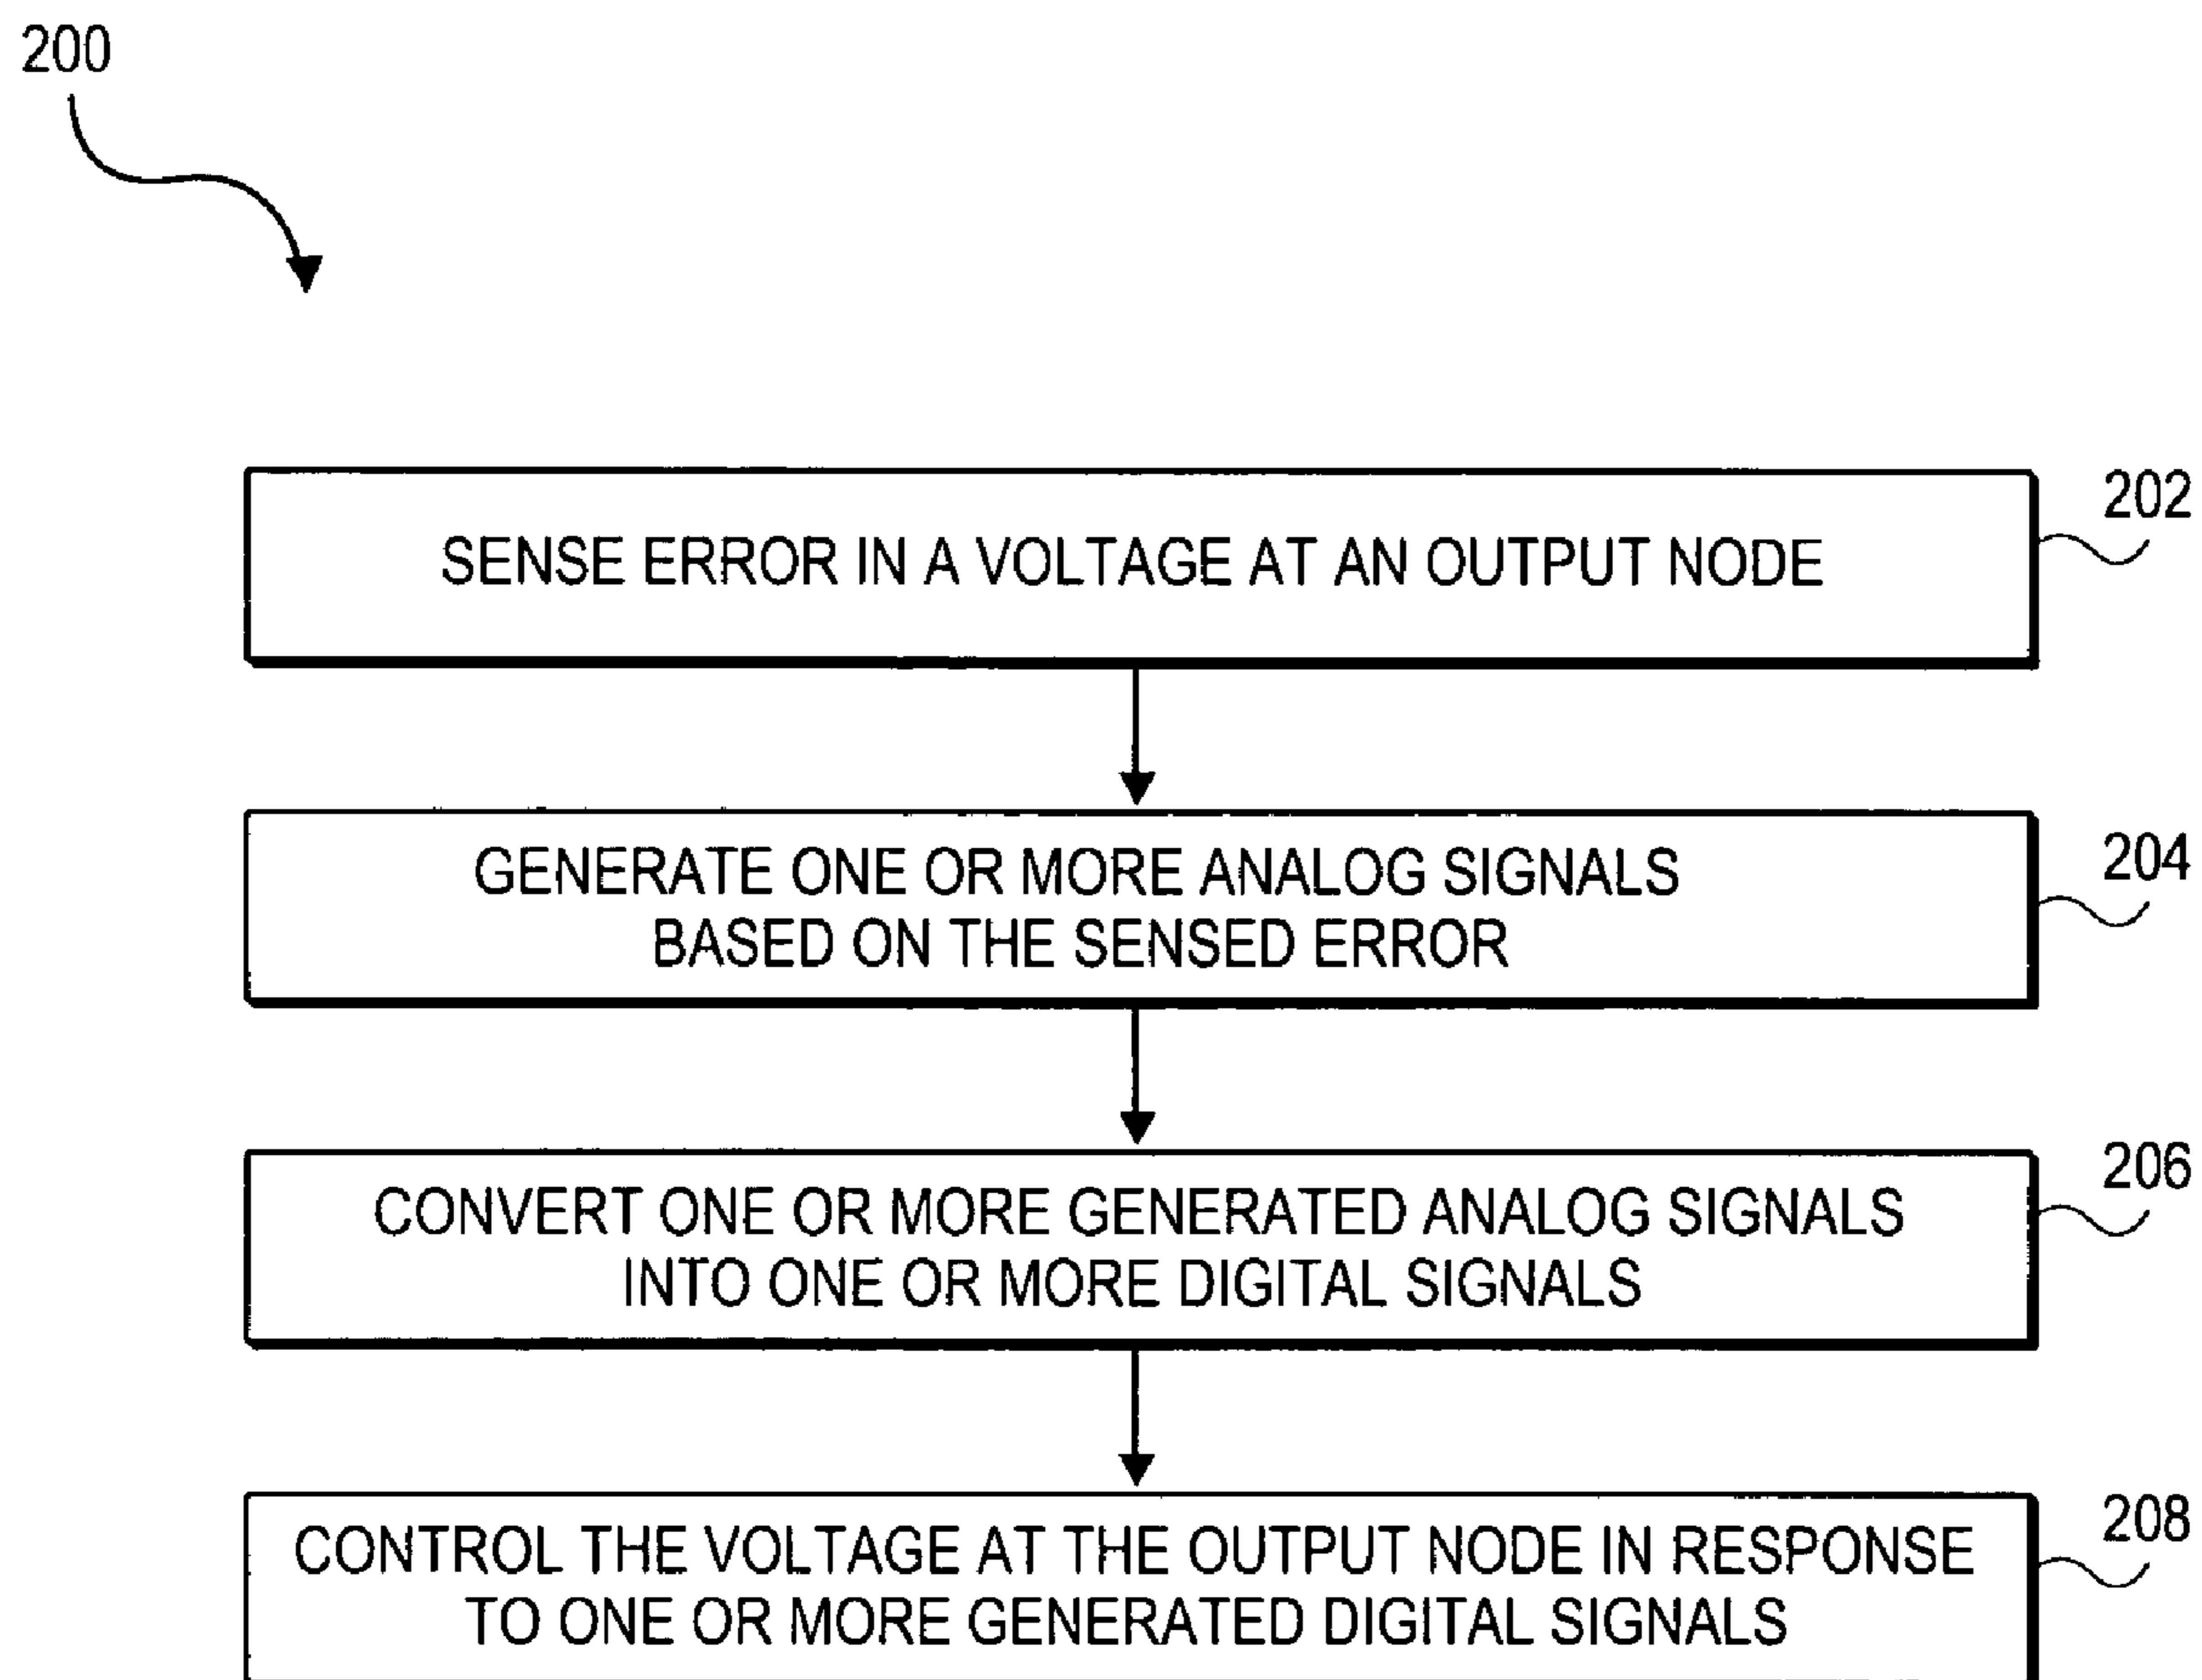 200
202
SENSE ERROR IN A VOLTAGE AT AN OUTPUT NODE
204
GENERATE ONE OR MORE ANALOG SIGNALS
BASED ON THE SENSED ERROR
206
CONVERT ONE OR MORE GENERATED ANALOG SIGNALS
INTO ONE OR MORE DIGITAL SIGNALS
208
CONTROL THE VOLTAGE AT THE OUTPUT NODE IN RESPONSE
TO ONE OR MORE GENERATED DIGITAL SIGNALS